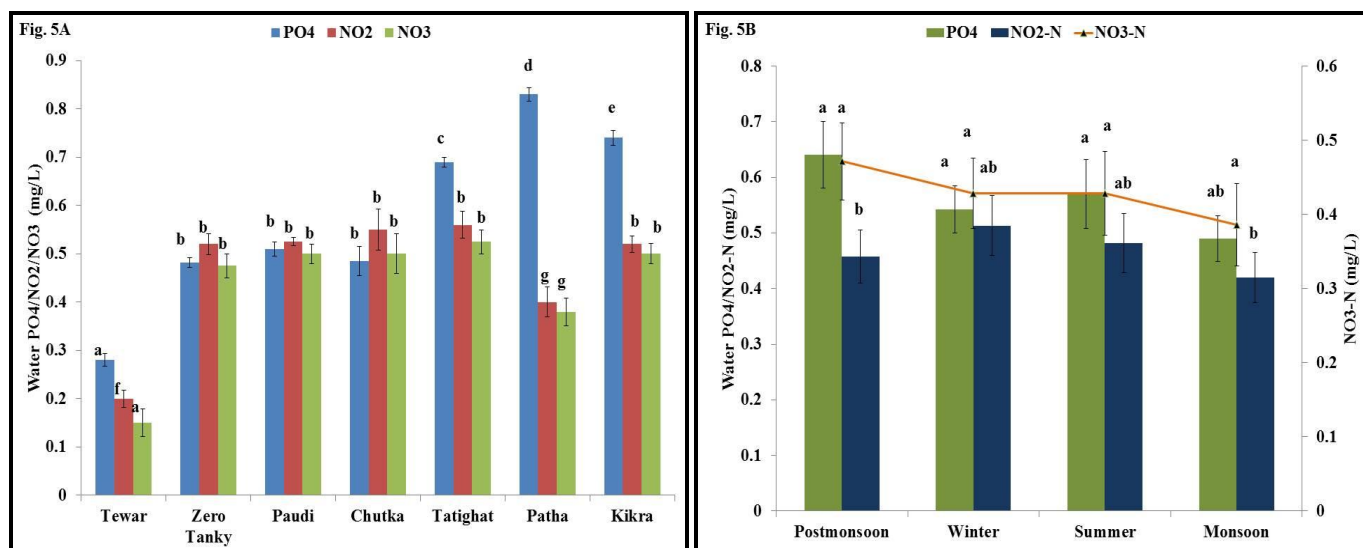 Fig. 5A
PO4 NO2 NO3
Water PO4/NO2/NO3 (mg/L)
0.9
0.8
0.7
0.6
0.5
0.4
0.3
0.2
0.1
0
a f a
b b b
b b b
b b b
c b b
d g g
e b b
Tewar Zero Tanky Paudi Chutka Tatighat Patha Kikra
Fig. 5B
PO4 NO2-N NO3-N
Water PO4/NO2-N (mg/L)
0.8
0.7
0.6
0.5
0.4
0.3
0.2
0.1
0
a a b
a a ab
a a ab
ab a b
Postmonsoon Winter Summer Monsoon
0.6
0.5
0.4
0.3
0.2
0.1
0
NO3-N (mg/L)